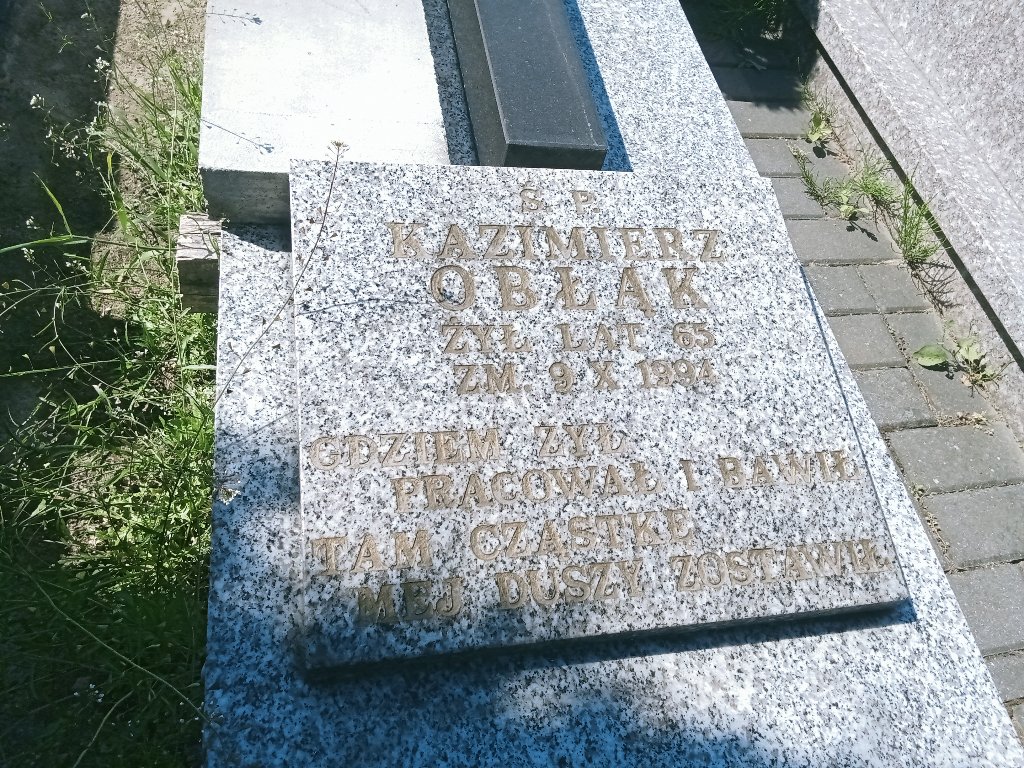 Ś. P.
KAZIMIERZ
OBŁĄK
ŻYŁ LAT 65
ZM. 9 X 1994
GDZIEM ŻYŁ
PRACOWAŁ I BAWIŁ
TAM CZĄSTKĘ
MEJ DUSZY ZOSTAWIŁ